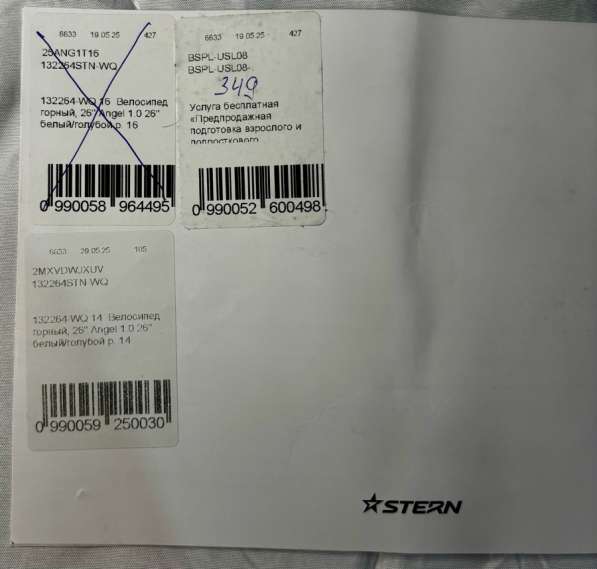 6633 19.05.25 427
25ANG1T16
132264STN-WQ
132264-WQ 16 Велосипед
горный, 26" Angel 1.0 26"
белый/голубой р. 16
0 990058 964495
6633 19.05.25 427
BSPL-USL08
BSPL-USL08-
349
Услуга бесплатная
«Предпродажная
подготовка взрослого и
подросткового
0 990052 600498
6633 29.05.25 105
2MXVDWJXUV
132264STN-WQ
132264-WQ 14 Велосипед
горный, 26" Angel 1.0 26"
белый/голубой р. 14
0 990059 250030
STERN